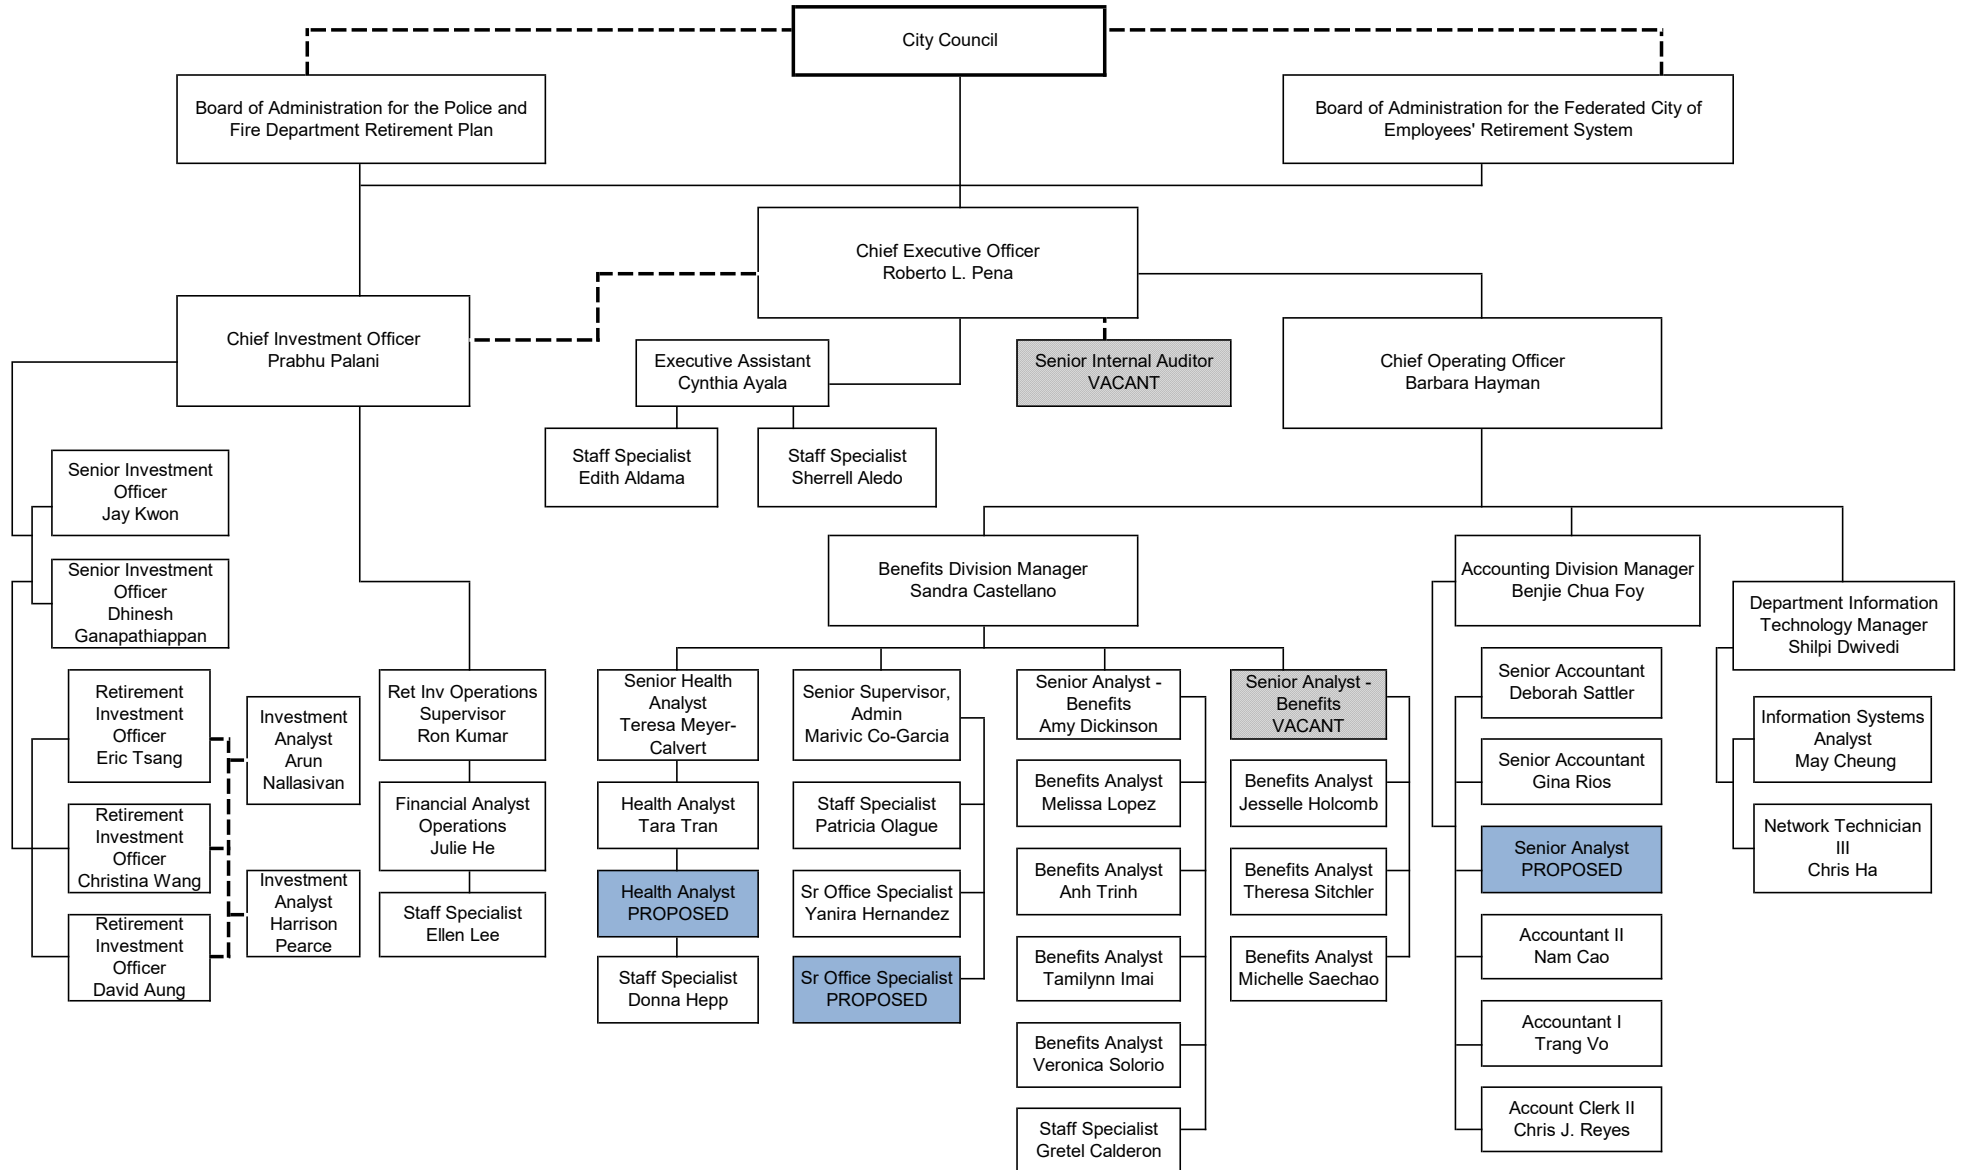 City Council
Board of Administration for the Police and
Fire Department Retirement Plan
Board of Administration for the Federated City of
Employees' Retirement System
Chief Executive Officer
Roberto L. Pena
Chief Investment Officer
Prabhu Palani
Executive Assistant
Cynthia Ayala
Senior Internal Auditor
VACANT
Chief Operating Officer
Barbara Hayman
Staff Specialist
Edith Aldama
Staff Specialist
Sherrell Aledo
Senior Investment
Officer
Jay Kwon
Senior Investment
Officer
Dhinesh
Ganapathiappan
Retirement
Investment
Officer
Eric Tsang
Retirement
Investment
Officer
Christina Wang
Retirement
Investment
Officer
David Aung
Investment
Analyst
Arun
Nallasivan
Investment
Analyst
Harrison
Pearce
Ret Inv Operations
Supervisor
Ron Kumar
Financial Analyst
Operations
Julie He
Staff Specialist
Ellen Lee
Benefits Division Manager
Sandra Castellano
Senior Health
Analyst
Teresa Meyer-
Calvert
Health Analyst
Tara Tran
Health Analyst
PROPOSED
Staff Specialist
Donna Hepp
Senior Supervisor,
Admin
Marivic Co-Garcia
Staff Specialist
Patricia Olague
Sr Office Specialist
Yanira Hernandez
Sr Office Specialist
PROPOSED
Senior Analyst -
Benefits
Amy Dickinson
Benefits Analyst
Melissa Lopez
Benefits Analyst
Anh Trinh
Benefits Analyst
Tamilynn Imai
Benefits Analyst
Veronica Solorio
Staff Specialist
Gretel Calderon
Senior Analyst -
Benefits
VACANT
Benefits Analyst
Jesselle Holcomb
Benefits Analyst
Theresa Sitchler
Benefits Analyst
Michelle Saechao
Accounting Division Manager
Benjie Chua Foy
Senior Accountant
Deborah Sattler
Senior Accountant
Gina Rios
Senior Analyst
PROPOSED
Accountant II
Nam Cao
Accountant I
Trang Vo
Account Clerk II
Chris J. Reyes
Department Information
Technology Manager
Shilpi Dwivedi
Information Systems
Analyst
May Cheung
Network Technician
III
Chris Ha